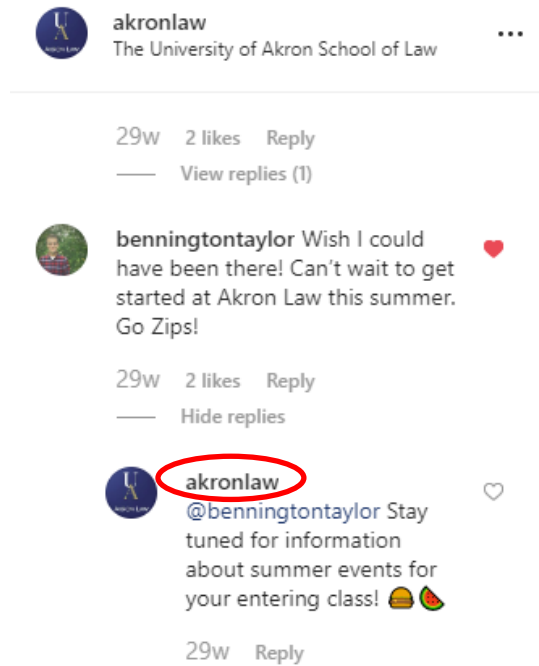 akronlaw
The University of Akron School of Law
29w 2 likes Reply
View replies (1)
benningtontaylor Wish I could
have been there! Can't wait to get
started at Akron Law this summer.
Go Zips!
29w 2 likes Reply
Hide replies
akronlaw
@benningtontaylor Stay
tuned for information
about summer events for
your entering class! 🍔🍉
29w Reply